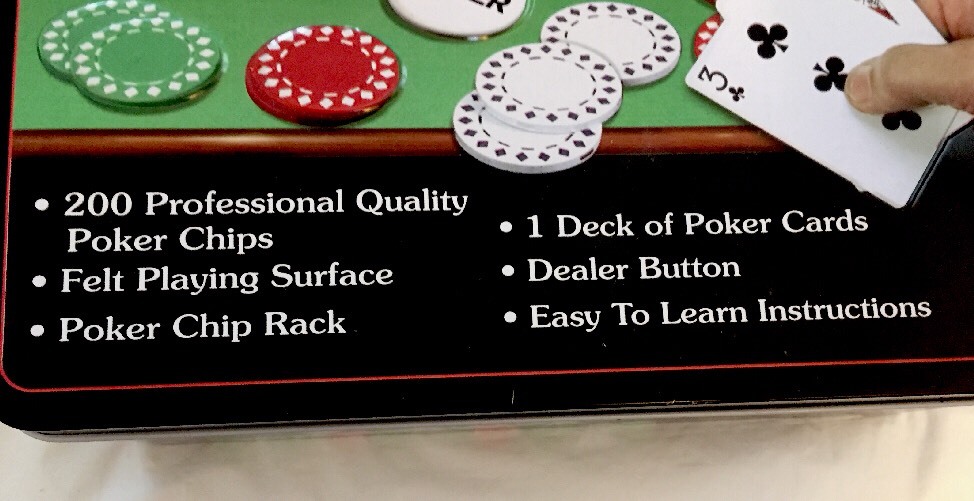 3
• 200 Professional Quality
Poker Chips
• Felt Playing Surface
• Poker Chip Rack
• 1 Deck of Poker Cards
• Dealer Button
• Easy To Learn Instructions